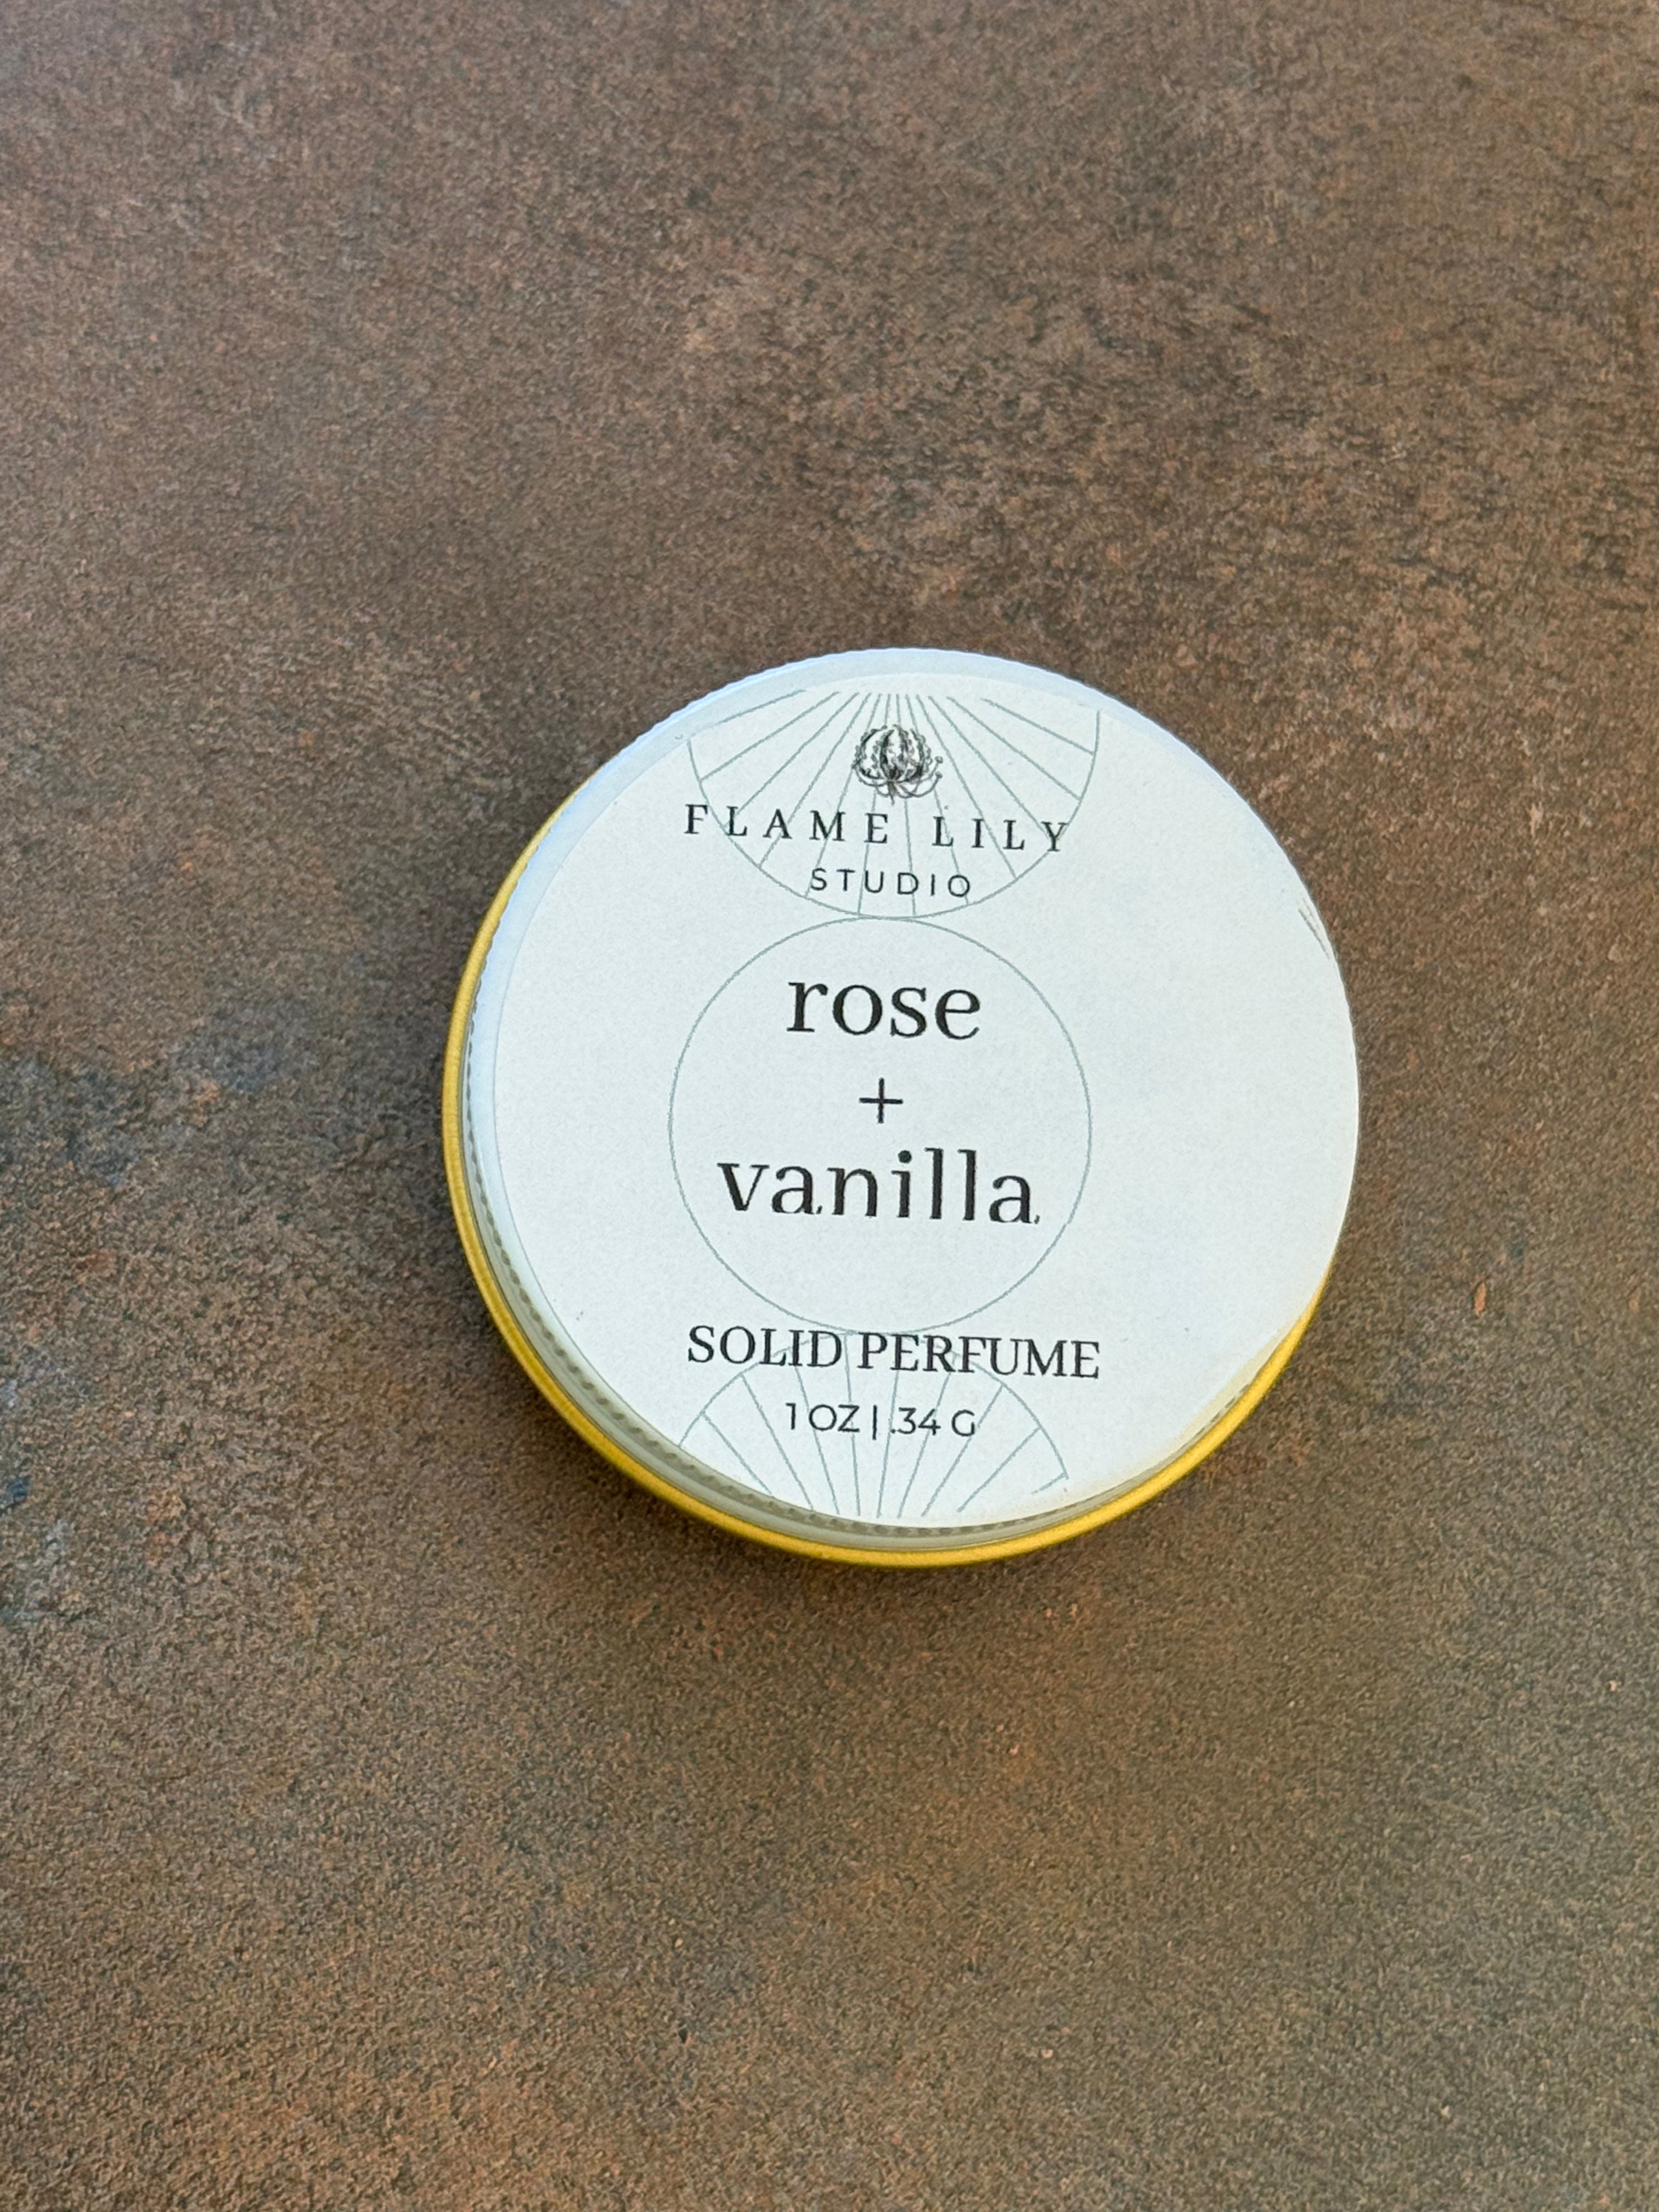 FLAME LILY
STUDIO
rose
+
vanilla
SOLID PERFUME
1 OZ | .34 G